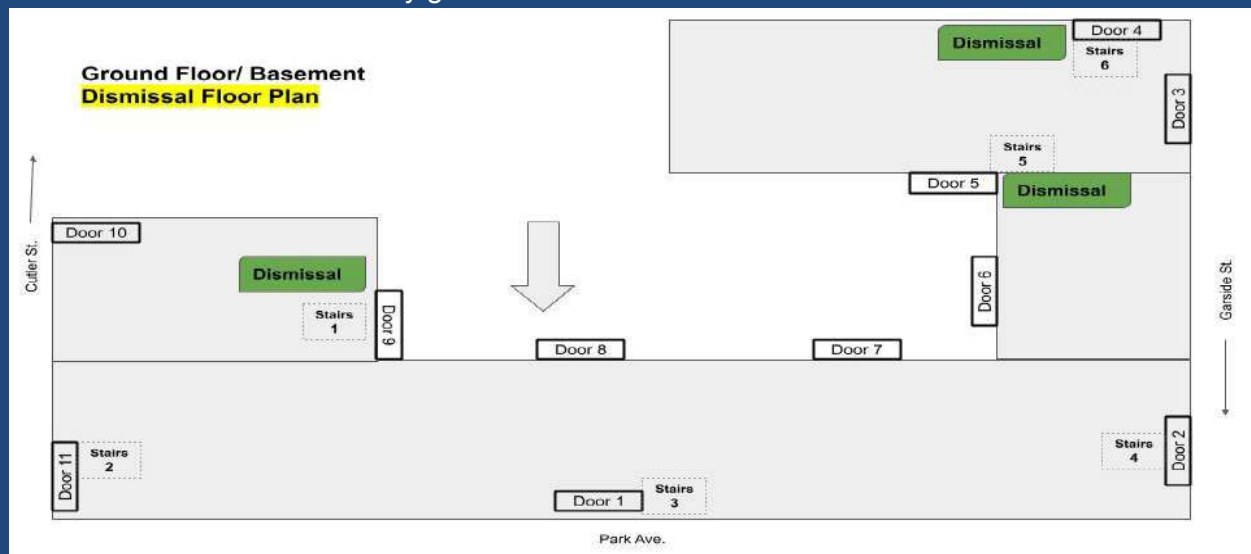 Ground Floor/ Basement
Dismissal Floor Plan
Dismissal
Door 4
Stairs
6
Door 3
Stairs
5
Door 5
Dismissal
Cutler St.
Door 10
Dismissal
Stairs
1
Door 9
Door 8
Door 7
Door 6
Garside St.
Door 11
Stairs
2
Door 1
Stairs
3
Stairs
4
Door 2
Park Ave.